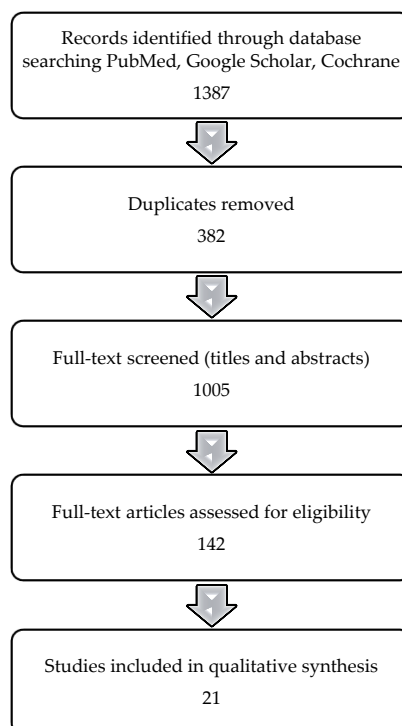 Records identified through database
searching PubMed, Google Scholar, Cochrane
1387
Duplicates removed
382
Full-text screened (titles and abstracts)
1005
Full-text articles assessed for eligibility
142
Studies included in qualitative synthesis
21